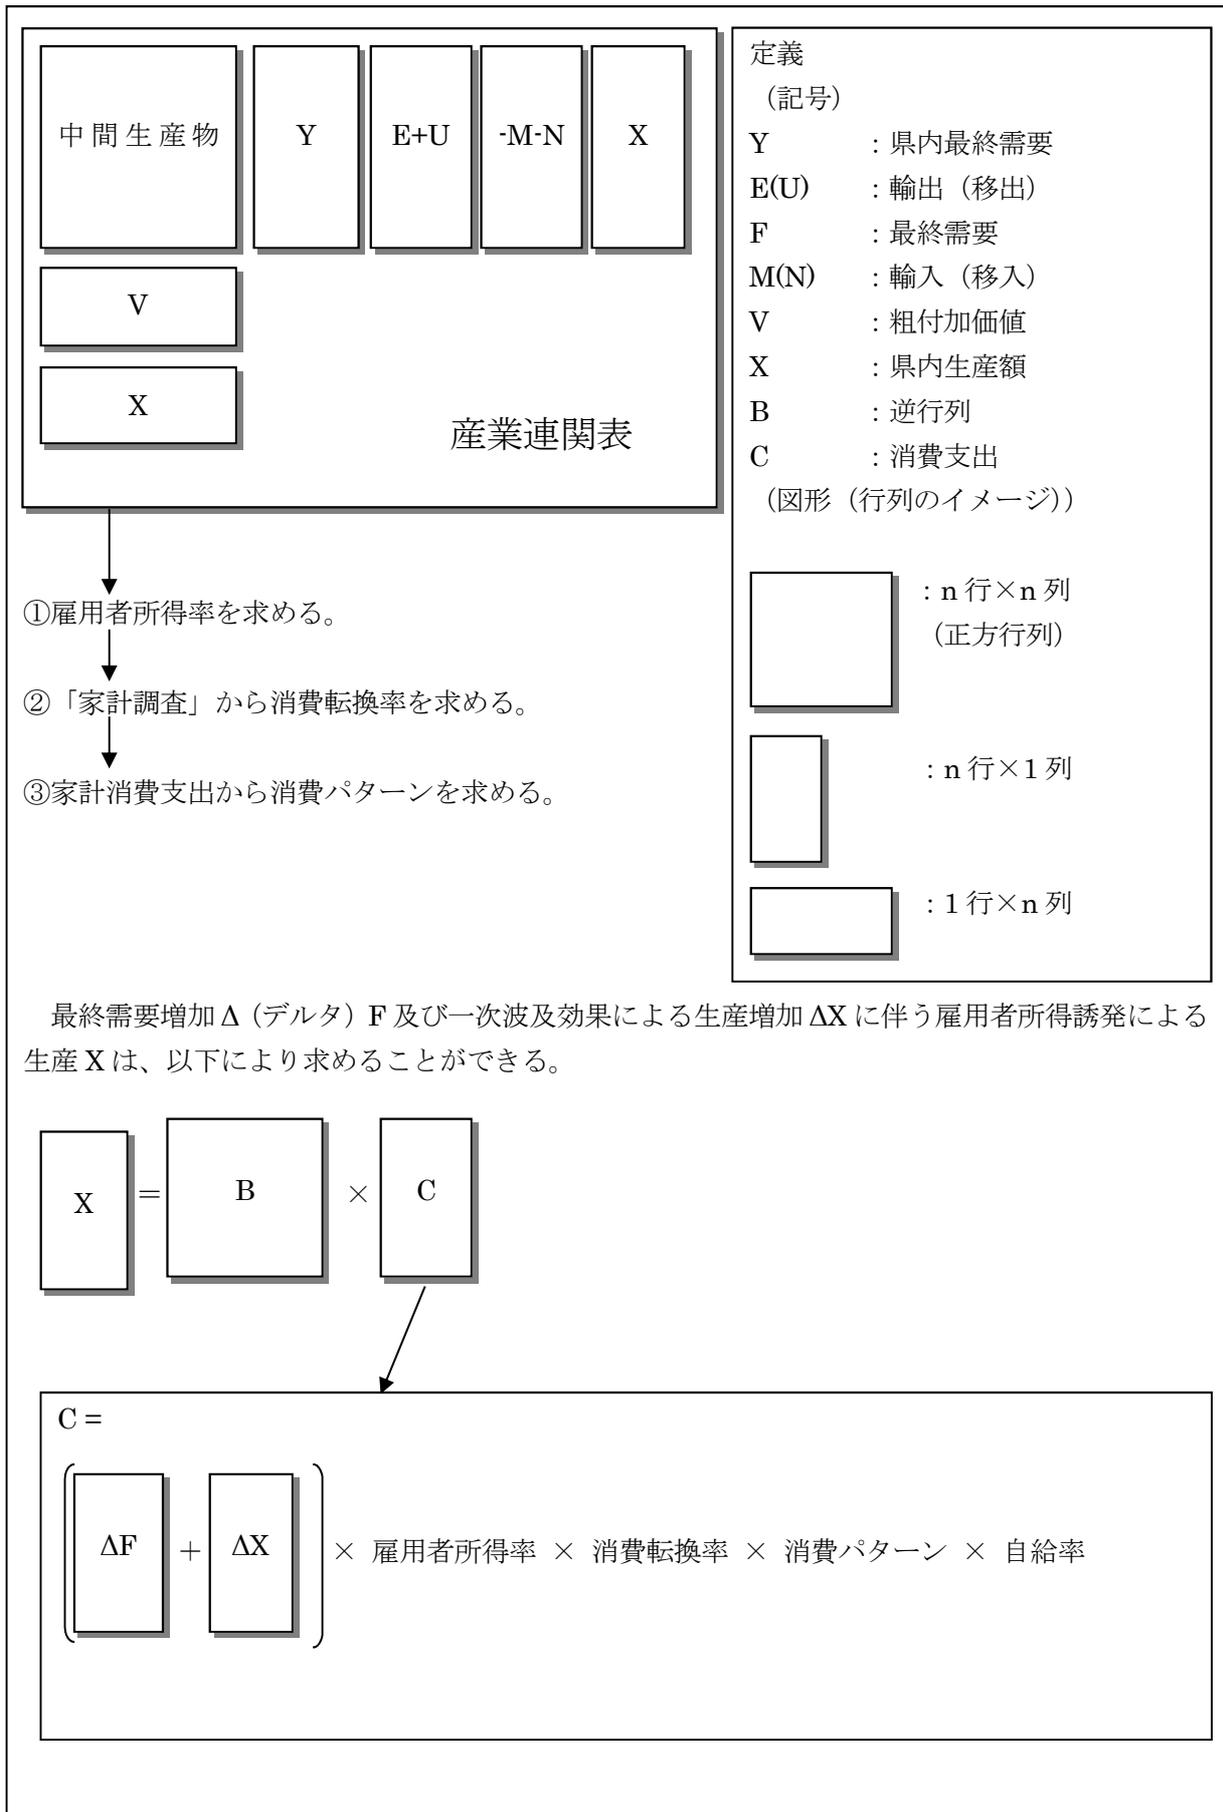 中間生産物
Y
E+U
-M-N
X
V
X
産業連関表
定義
（記号）
Y ：県内最終需要
E(U) ：輸出（移出）
F ：最終需要
M(N) ：輸入（移入）
V ：粗付加価値
X ：県内生産額
B ：逆行列
C ：消費支出
（図形（行列のイメージ））
：n 行×n 列
（正方行列）
：n 行×1 列
：1 行×n 列
①雇用者所得率を求める。
②「家計調査」から消費転換率を求める。
③家計消費支出から消費パターンを求める。
最終需要増加 Δ（デルタ）F 及び一次波及効果による生産増加 ΔX に伴う雇用者所得誘発による
生産 X は、以下により求めることができる。
X = B × C
C =
( ΔF + ΔX ) × 雇用者所得率 × 消費転換率 × 消費パターン × 自給率